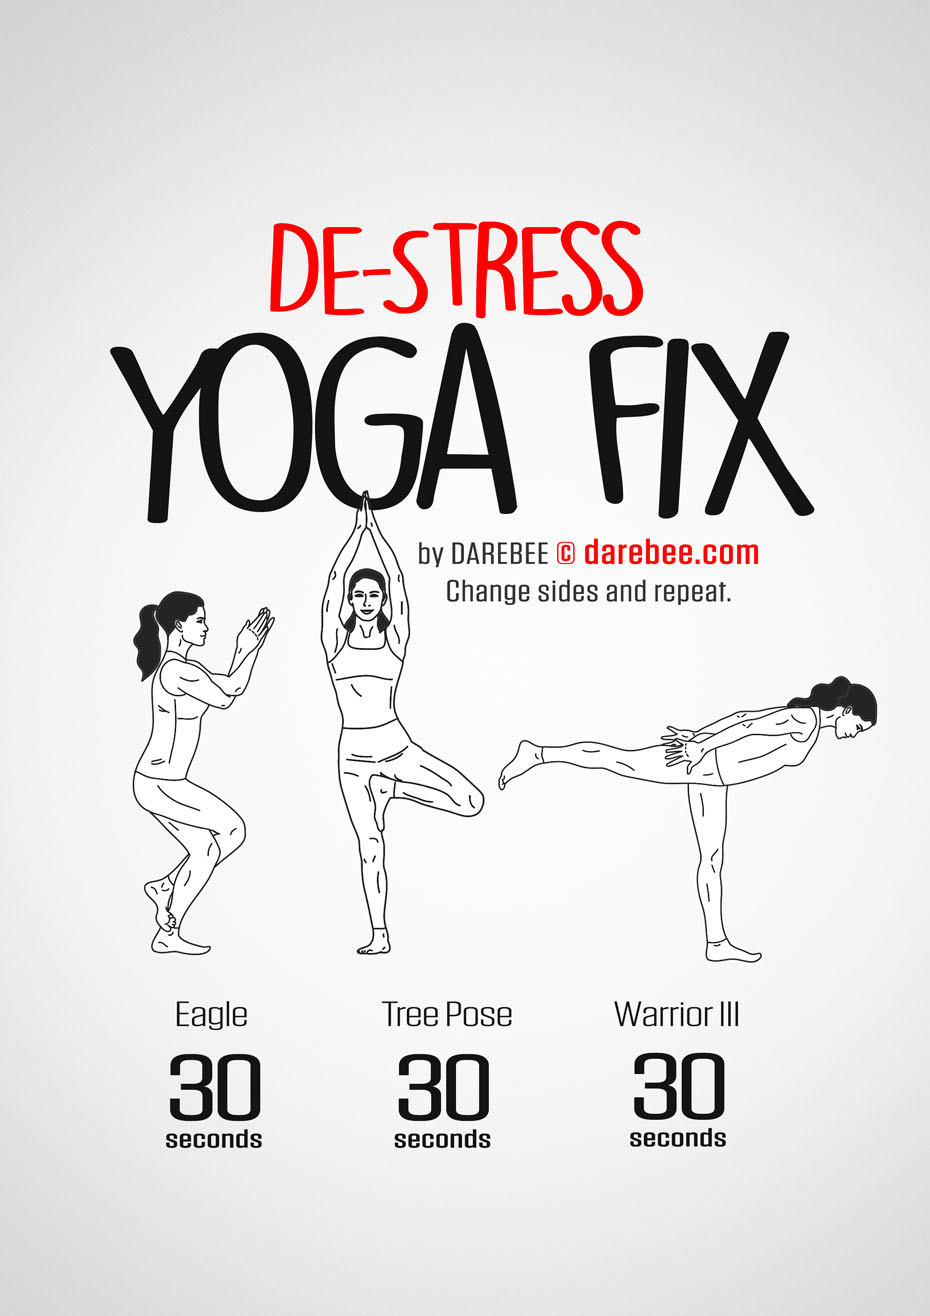 DE-STRESS
YOGA FIX
by DAREBEE © darebee.com
Change sides and repeat.
Eagle
30
seconds
Tree Pose
30
seconds
Warrior III
30
seconds